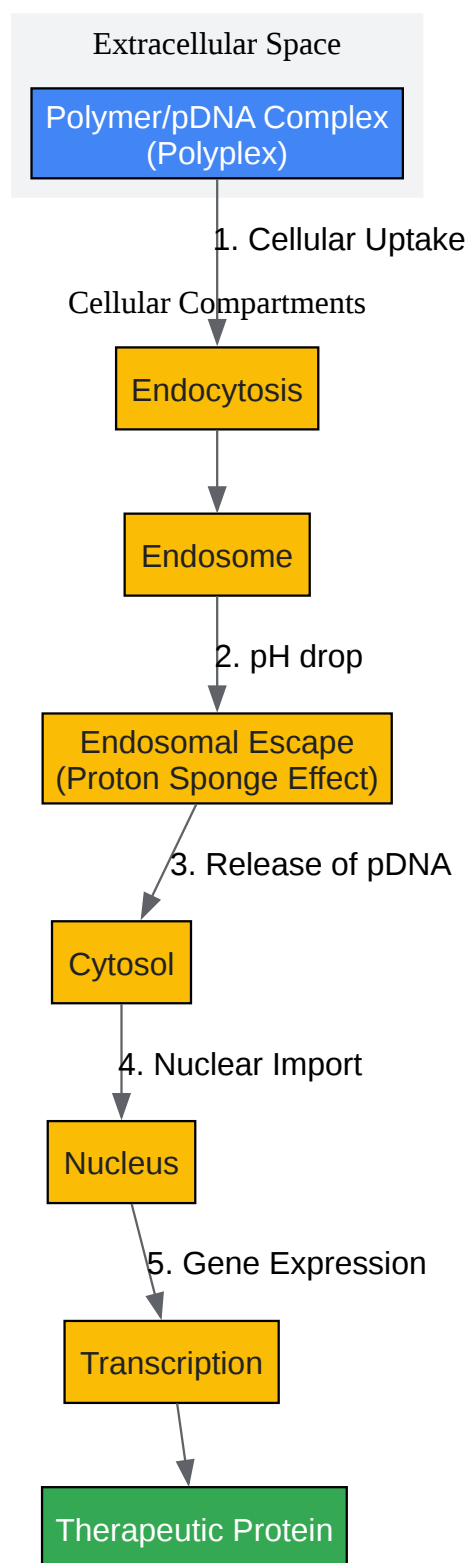 Extracellular Space
Polymer/pDNA Complex
(Polyplex)
1. Cellular Uptake
Cellular Compartments
Endocytosis
Endosome
2. pH drop
Endosomal Escape
(Proton Sponge Effect)
3. Release of pDNA
Cytosol
4. Nuclear Import
Nucleus
5. Gene Expression
Transcription
Therapeutic Protein